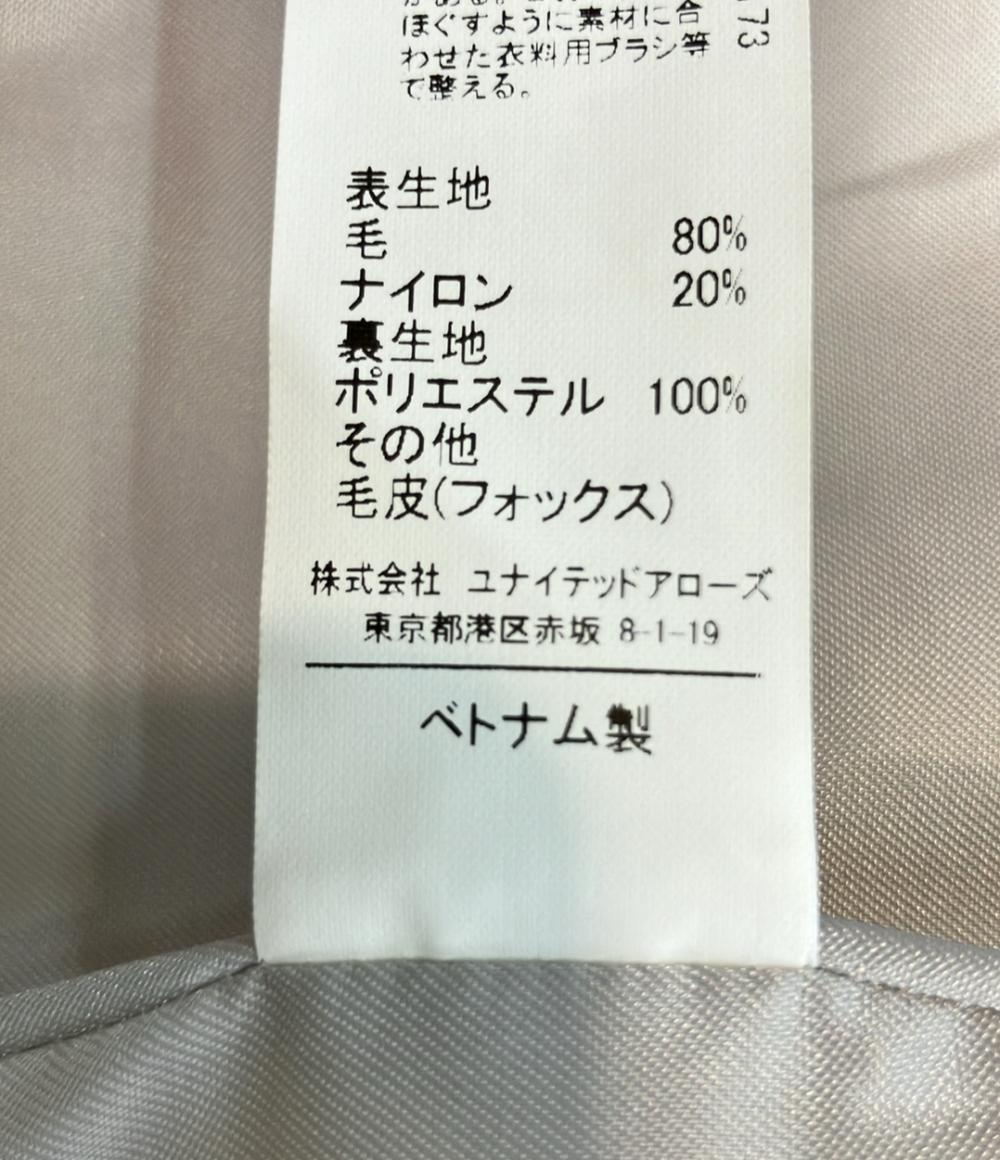 ほぐすように素材に合
わせた衣料用ブラシ等
で整える。
73
表生地
毛 80%
ナイロン 20%
裏生地
ポリエステル 100%
その他
毛皮(フォックス)
株式会社 ユナイテッドアローズ
東京都港区赤坂 8-1-19
ベトナム製